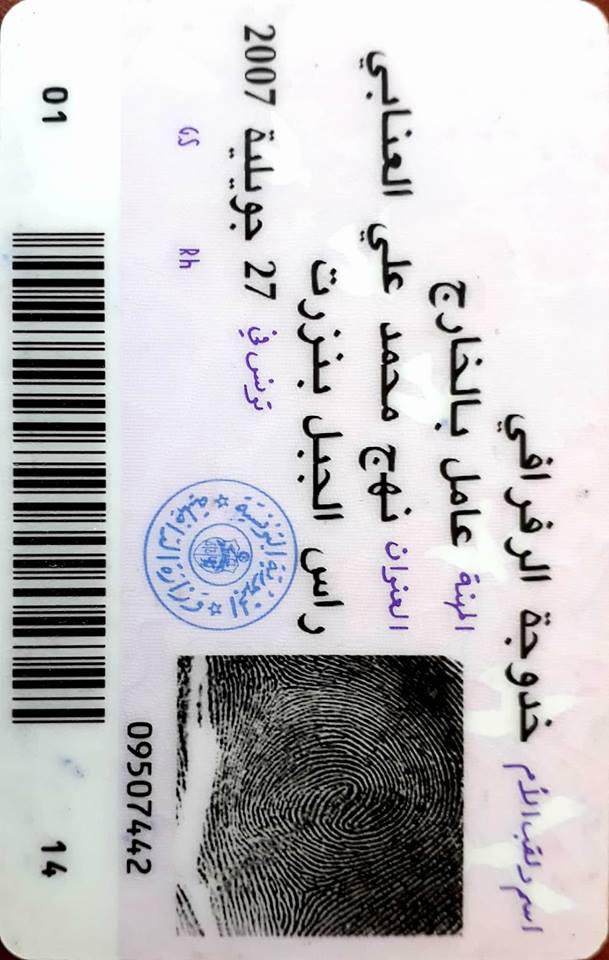 اسم ولقب الأم خدوجة الرفرافي
المهنة عامل بالخارج
العنوان نهج محمد علي العنابي
راس الجبل بنزرت
تونس في 27 جويلية 2007
Rh GS
الجمهورية التونسية
وزارة الداخلية
09507442
14 01